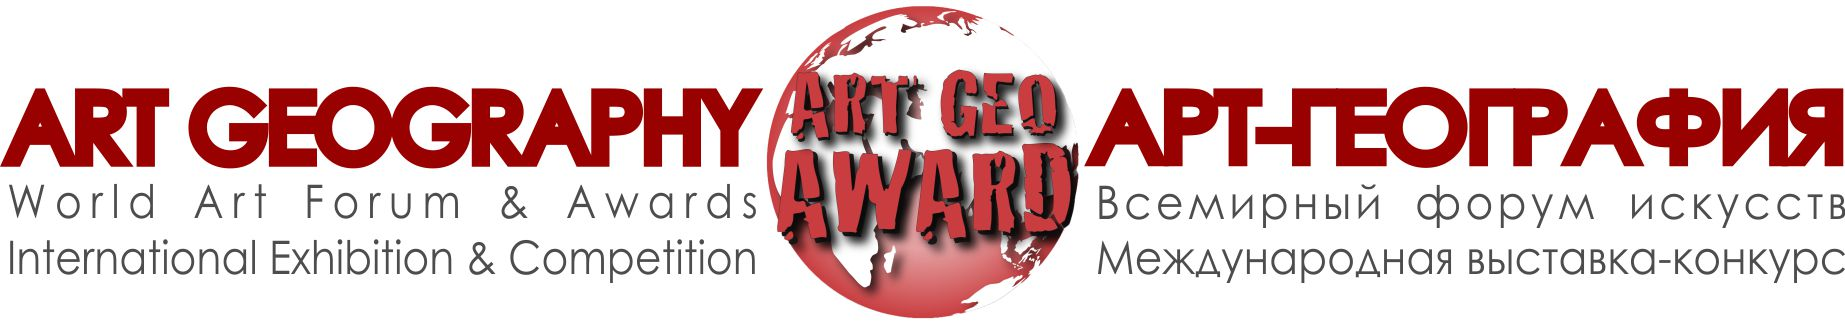 ART GEOGRAPHY
World Art Forum & Awards
International Exhibition & Competition
ART GEO
AWARD
АРТ-ГЕОГРАФИЯ
Всемирный форум искусств
Международная выставка-конкурс